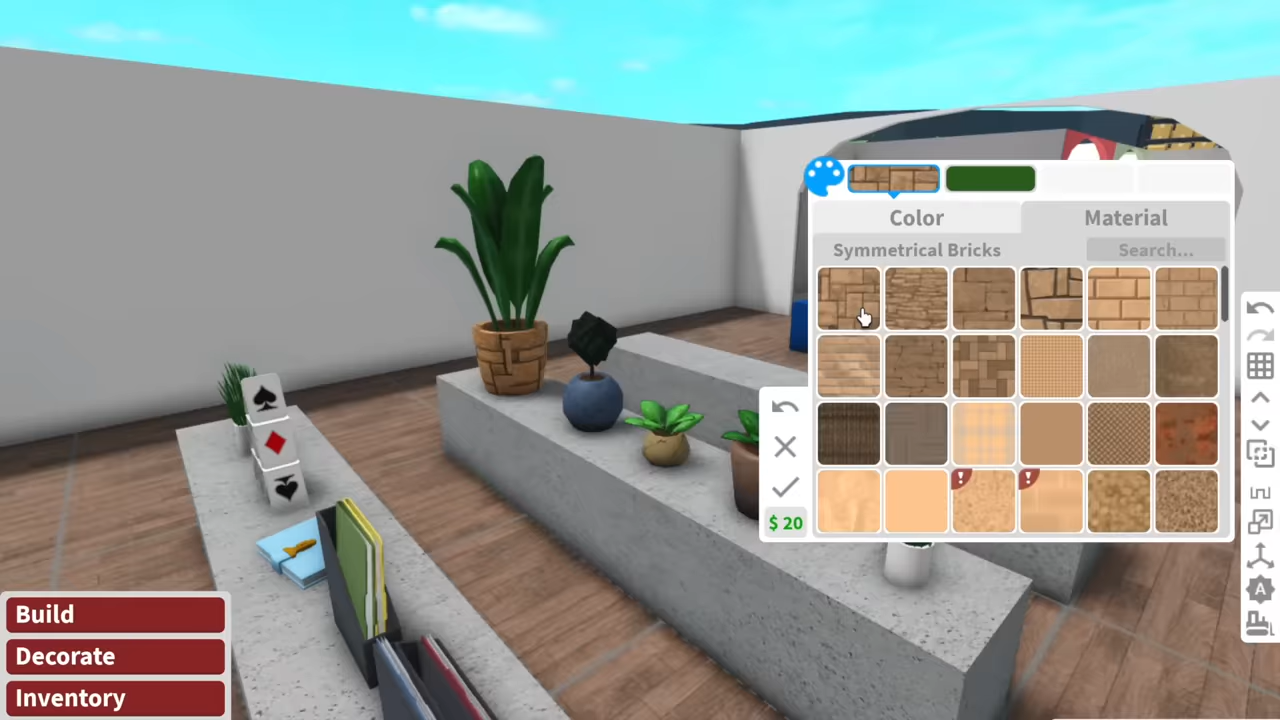 Color
Material
Symmetrical Bricks
Search...
!
!
$ 20
A
Build
Decorate
Inventory